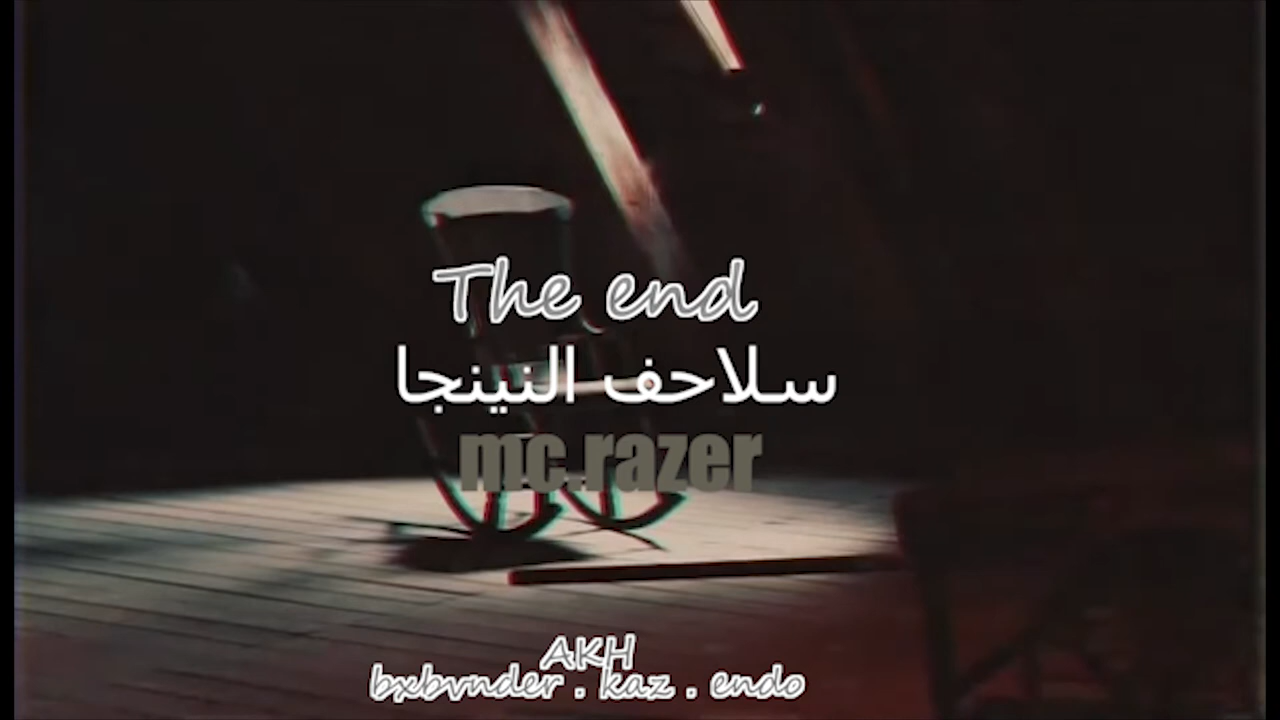 The end
سلاحف النينجا
mc.razer
AKH
bxbvnder . kaz . endo